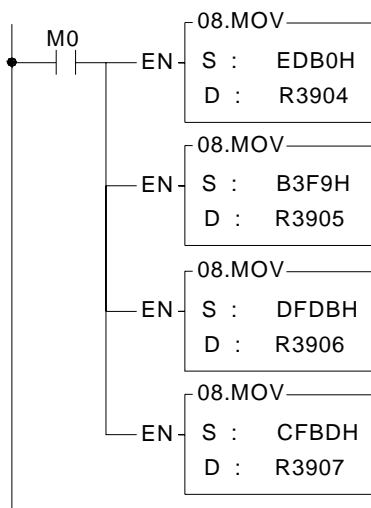 M0
08.MOV
EN S : EDB0H
D : R3904
08.MOV
EN S : B3F9H
D : R3905
08.MOV
EN S : DFDBH
D : R3906
08.MOV
EN S : CFBDH
D : R3907